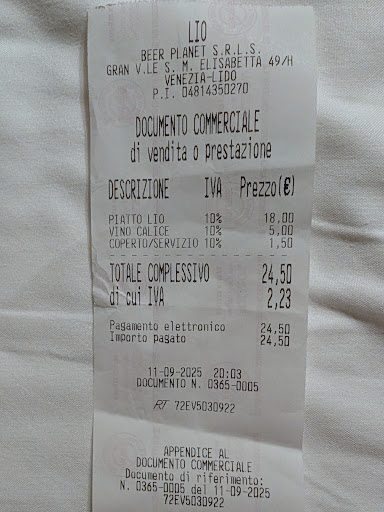 LIO
BEER PLANET S.R.L.S.
GRAN V.LE S. M. ELISABETTA 49/H
VENEZIA-LIDO
P.I. 04814350270
DOCUMENTO COMMERCIALE
di vendita o prestazione
DESCRIZIONE IVA Prezzo(€)
PIATTO LIO 10% 18,00
VINO CALICE 10% 5,00
COPERTO/SERVIZIO 10% 1,50
TOTALE COMPLESSIVO 24,50
di cui IVA 2,23
Pagamento elettronico 24,50
Importo pagato 24,50
11-09-2025 20:03
DOCUMENTO N. 0365-0005
RT 72EV5030922
APPENDICE AL
DOCUMENTO COMMERCIALE
Documento di riferimento:
N. 0365-0005 del 11-09-2025
72EV5030922